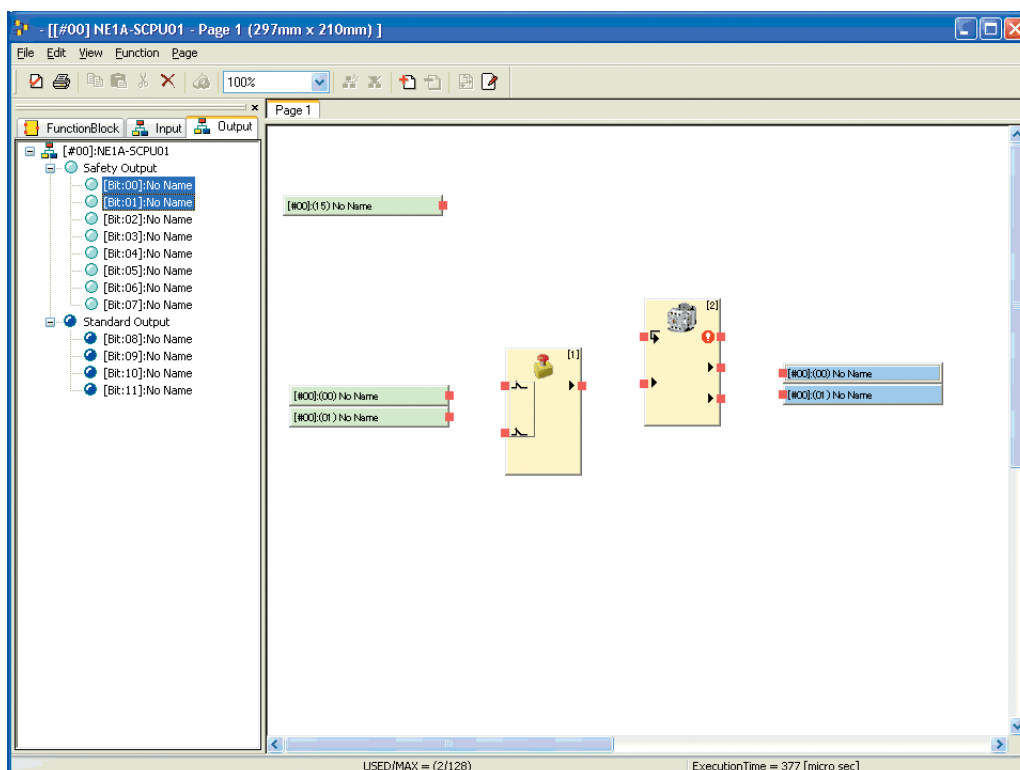 - [[#00] NE1A-SCPU01 - Page 1 (297mm x 210mm) ]
File Edit View Function Page
100%
FunctionBlock Input Output
Page 1
[#00]:NE1A-SCPU01
Safety Output
[Bit:00]:No Name
[Bit:01]:No Name
[Bit:02]:No Name
[Bit:03]:No Name
[Bit:04]:No Name
[Bit:05]:No Name
[Bit:06]:No Name
[Bit:07]:No Name
Standard Output
[Bit:08]:No Name
[Bit:09]:No Name
[Bit:10]:No Name
[Bit:11]:No Name
[#00]:(15) No Name
[#00]:(00) No Name
[#00]:(01) No Name
[1]
[2]
[#00]:(00) No Name
[#00]:(01) No Name
USED/MAX = (2/128) ExecutionTime = 377 [micro sec]